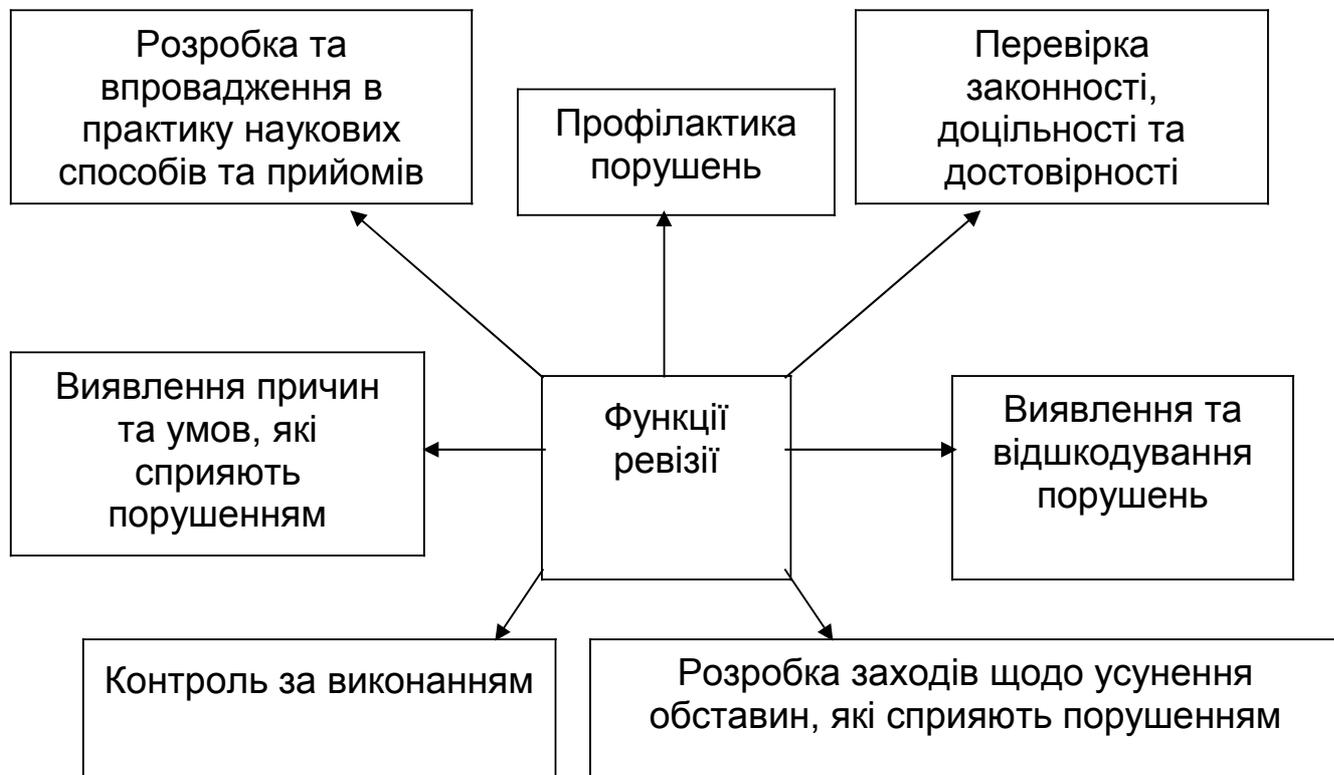 Розробка та
впровадження в
практику наукових
способів та прийомів
Профілактика
порушень
Перевірка
законності,
доцільності та
достовірності
Виявлення причин
та умов, які
сприяють
порушенням
Функції
ревізії
Виявлення та
відшкодування
порушень
Контроль за виконанням
Розробка заходів щодо усунення
обставин, які сприяють порушенням